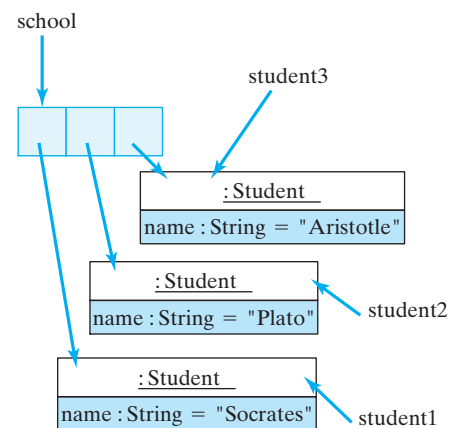 school
student3
:Student
name : String = "Aristotle"
:Student
name : String = "Plato"
student2
:Student
name : String = "Socrates"
student1